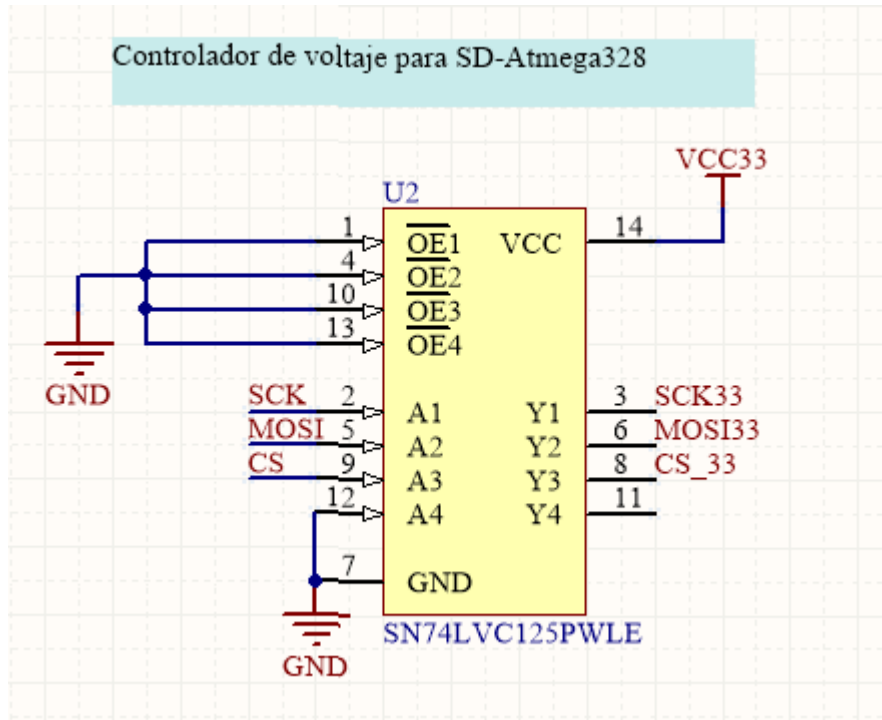 Controlador de voltaje para SD-Atmega328
VCC33
U2
1 OE1 VCC 14
4 OE2
10 OE3
13 OE4
GND
SCK 2 A1 Y1 3 SCK33
MOSI 5 A2 Y2 6 MOSI33
CS 9 A3 Y3 8 CS_33
12 A4 Y4 11
7 GND
SN74LVC125PWLE
GND